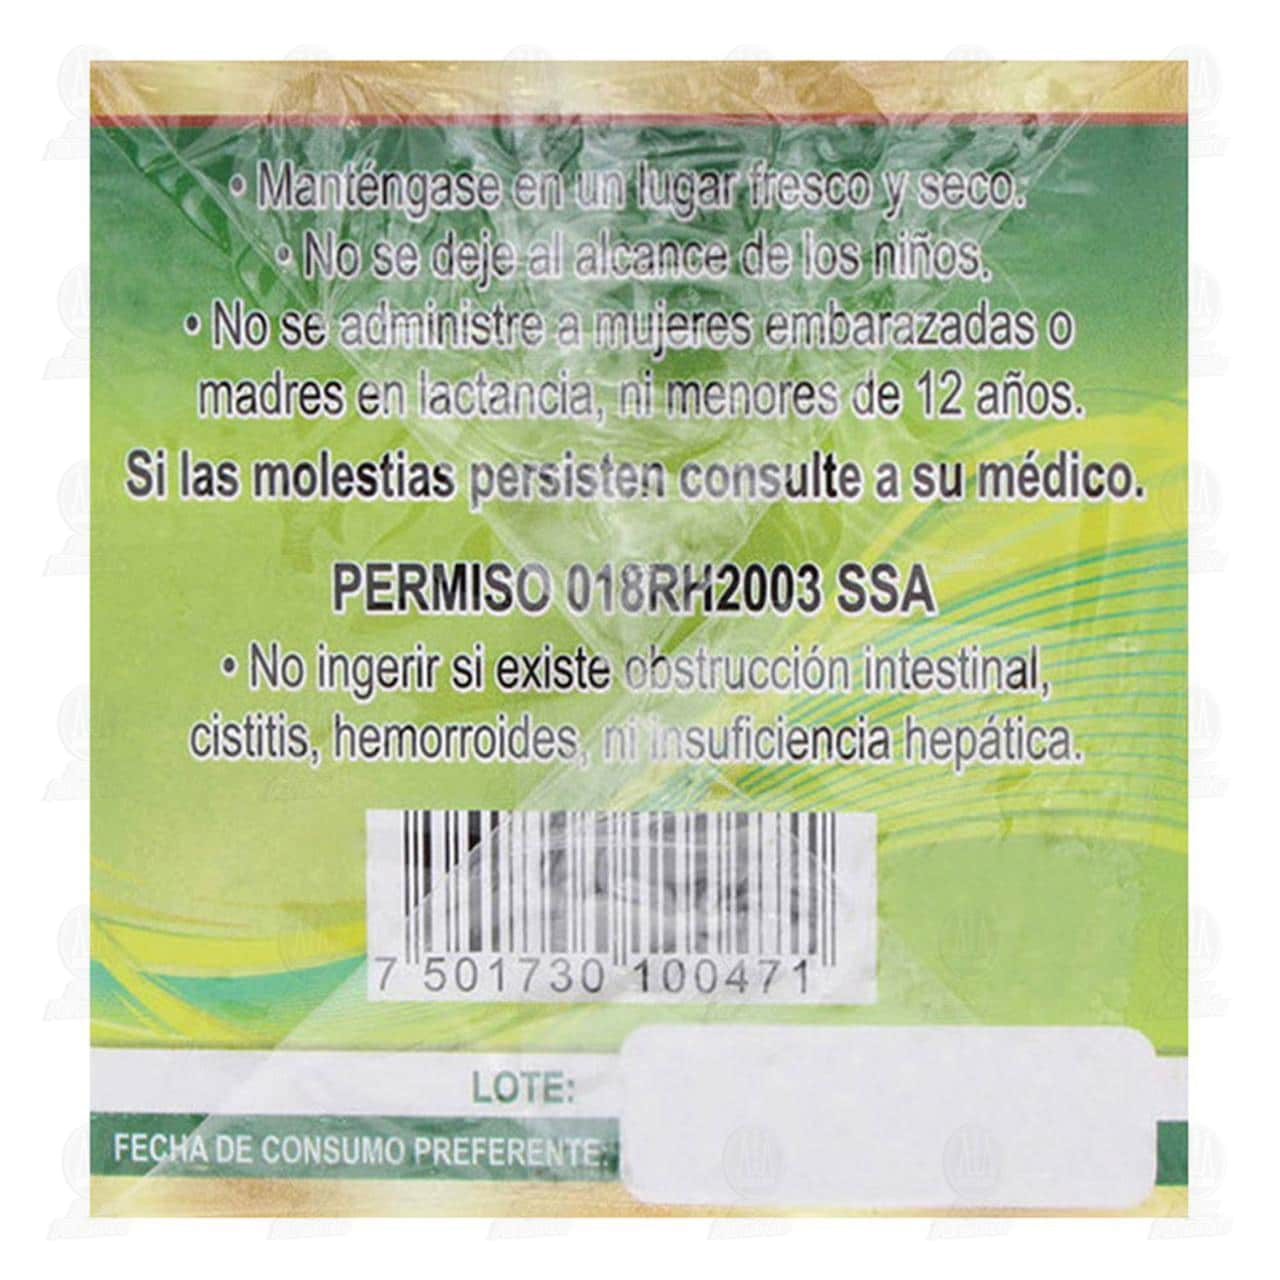 • Manténgase en un lugar fresco y seco.
• No se deje al alcance de los niños.
• No se administre a mujeres embarazadas o
madres en lactancia, ni menores de 12 años.
Si las molestias persisten consulte a su médico.
PERMISO 018RH2003 SSA
• No ingerir si existe obstrucción intestinal,
cistitis, hemorroides, ni insuficiencia hepática.
7 501730 100471
LOTE:
FECHA DE CONSUMO PREFERENTE: